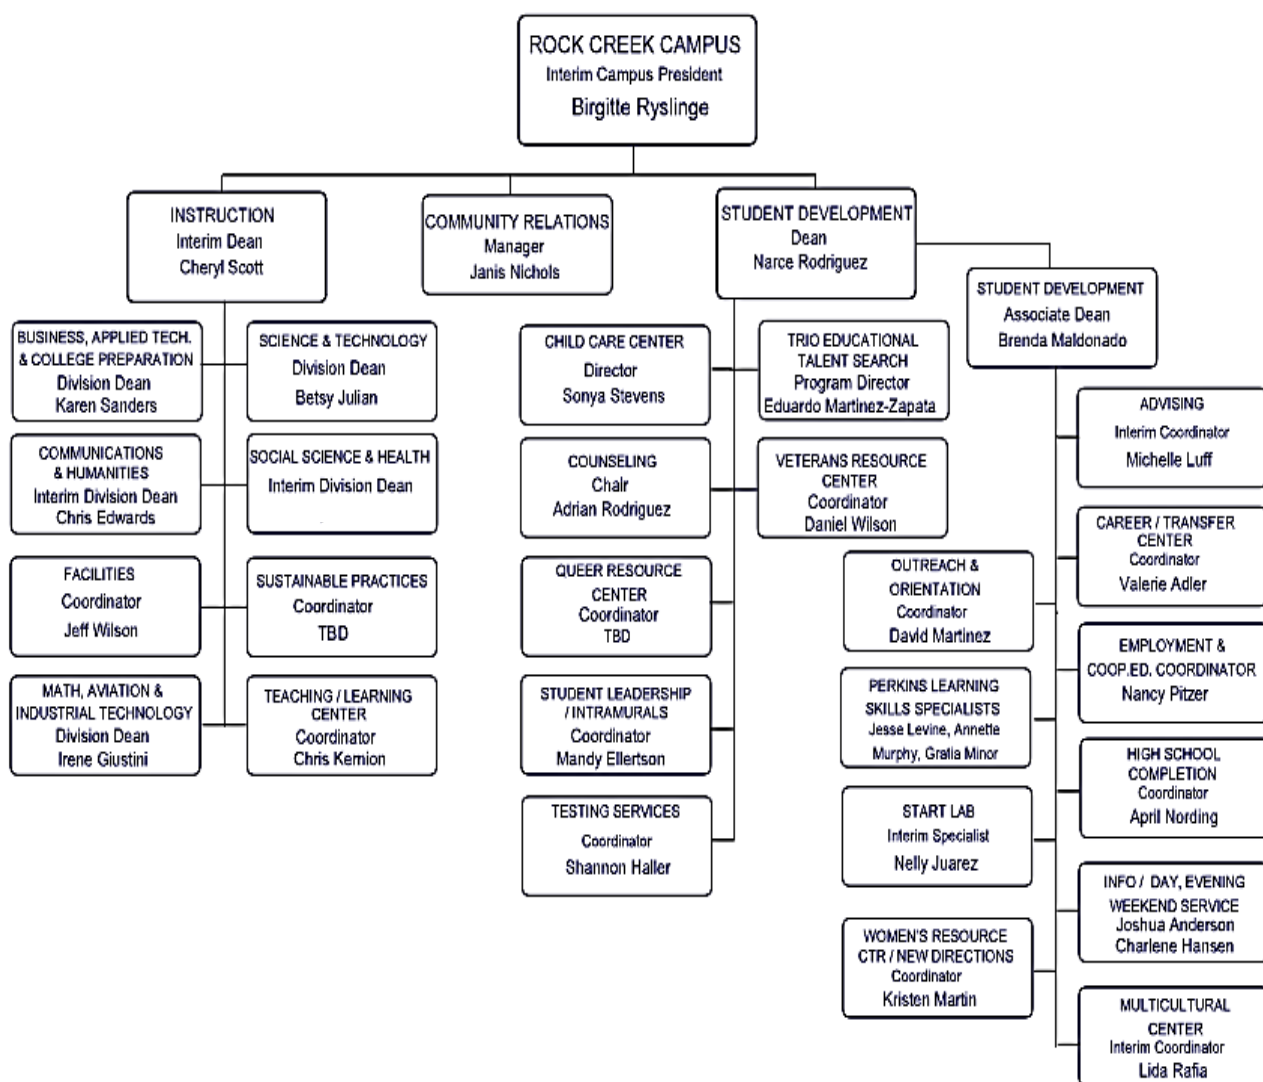 ROCK CREEK CAMPUS
Interim Campus President
Birgitte Ryslinge
INSTRUCTION
Interim Dean
Cheryl Scott
COMMUNITY RELATIONS
Manager
Janis Nichols
STUDENT DEVELOPMENT
Dean
Narce Rodriguez
STUDENT DEVELOPMENT
Associate Dean
Brenda Maldonado
BUSINESS, APPLIED TECH.
& COLLEGE PREPARATION
Division Dean
Karen Sanders
SCIENCE & TECHNOLOGY
Division Dean
Betsy Julian
COMMUNICATIONS
& HUMANITIES
Interim Division Dean
Chris Edwards
SOCIAL SCIENCE & HEALTH
Interim Division Dean
FACILITIES
Coordinator
Jeff Wilson
SUSTAINABLE PRACTICES
Coordinator
TBD
MATH, AVIATION &
INDUSTRIAL TECHNOLOGY
Division Dean
Irene Giustini
TEACHING / LEARNING
CENTER
Coordinator
Chris Kernion
CHILD CARE CENTER
Director
Sonya Stevens
TRIO EDUCATIONAL
TALENT SEARCH
Program Director
Eduardo Martinez-Zapata
COUNSELING
Chair
Adrian Rodriguez
VETERANS RESOURCE
CENTER
Coordinator
Daniel Wilson
QUEER RESOURCE
CENTER
Coordinator
TBD
STUDENT LEADERSHIP
/ INTRAMURALS
Coordinator
Mandy Ellertson
TESTING SERVICES
Coordinator
Shannon Haller
ADVISING
Interim Coordinator
Michelle Luff
CAREER / TRANSFER
CENTER
Coordinator
Valerie Adler
OUTREACH &
ORIENTATION
Coordinator
David Martinez
EMPLOYMENT &
COOP.ED. COORDINATOR
Nancy Pitzer
PERKINS LEARNING
SKILLS SPECIALISTS
Jesse Levine, Annette
Murphy, Gratia Minor
HIGH SCHOOL
COMPLETION
Coordinator
April Nording
START LAB
Interim Specialist
Nelly Juarez
INFO / DAY, EVENING
WEEKEND SERVICE
Joshua Anderson
Charlene Hansen
WOMEN'S RESOURCE
CTR / NEW DIRECTIONS
Coordinator
Kristen Martin
MULTICULTURAL
CENTER
Interim Coordinator
Lida Rafia